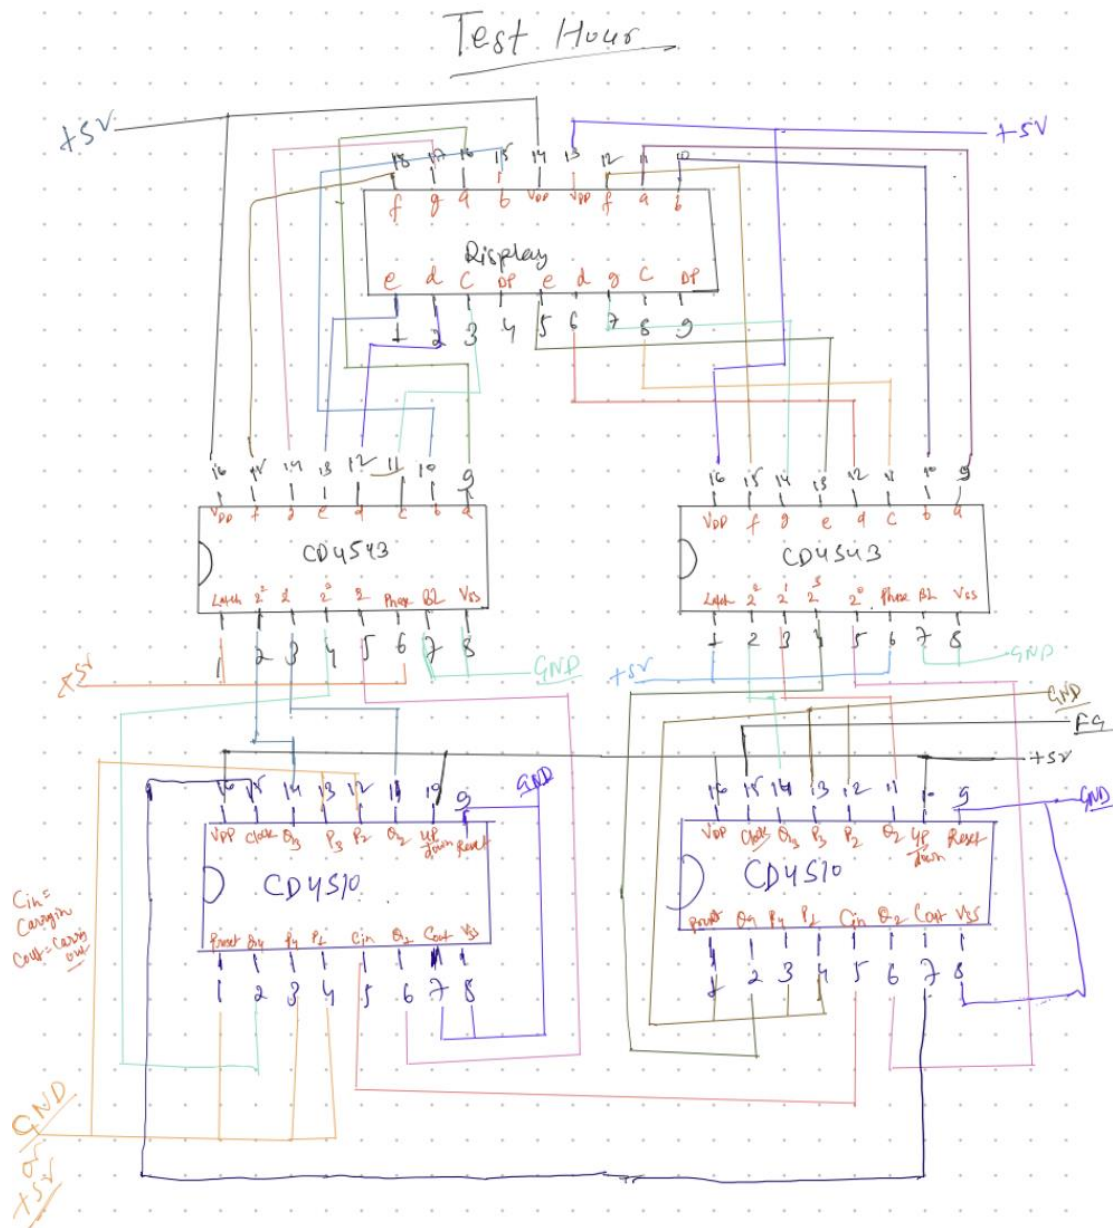 Test Hour
+5V
+5V
18 17 16 15 14 13 12 11 10
f g a b VDD VDD f a b
Display
e d c DP e d g c DP
1 2 3 4 5 6 7 8 9
16 15 14 13 12 11 10 9
VDD f g e d c b a
CD4543
Latch 2² 2 2³ 2 Phase BL VSS
1 2 3 4 5 6 7 8
+5V
GND
16 15 14 13 12 11 10 9
VDD f g e d c b a
CD4543
Latch 2² 2¹ 2³ 2⁰ Phase BL VSS
1 2 3 4 5 6 7 8
+5V
GND
GND
FG
+5V
16 15 14 13 12 11 10 9
GND
VDD Clock Q3 P3 P2 Q2 UP down Reset
CD4510
Preset Q4 P4 P1 Cin Q1 Cout VSS
1 2 3 4 5 6 7 8
16 15 14 13 12 11 10 9
GND
VDD Clock Q3 P3 P2 Q2 UP down Reset
CD4510
Preset Q4 P4 P1 Cin Q1 Cout VSS
1 2 3 4 5 6 7 8
Cin =
Carry in
Cout = Carry
out
GND
or
+5V